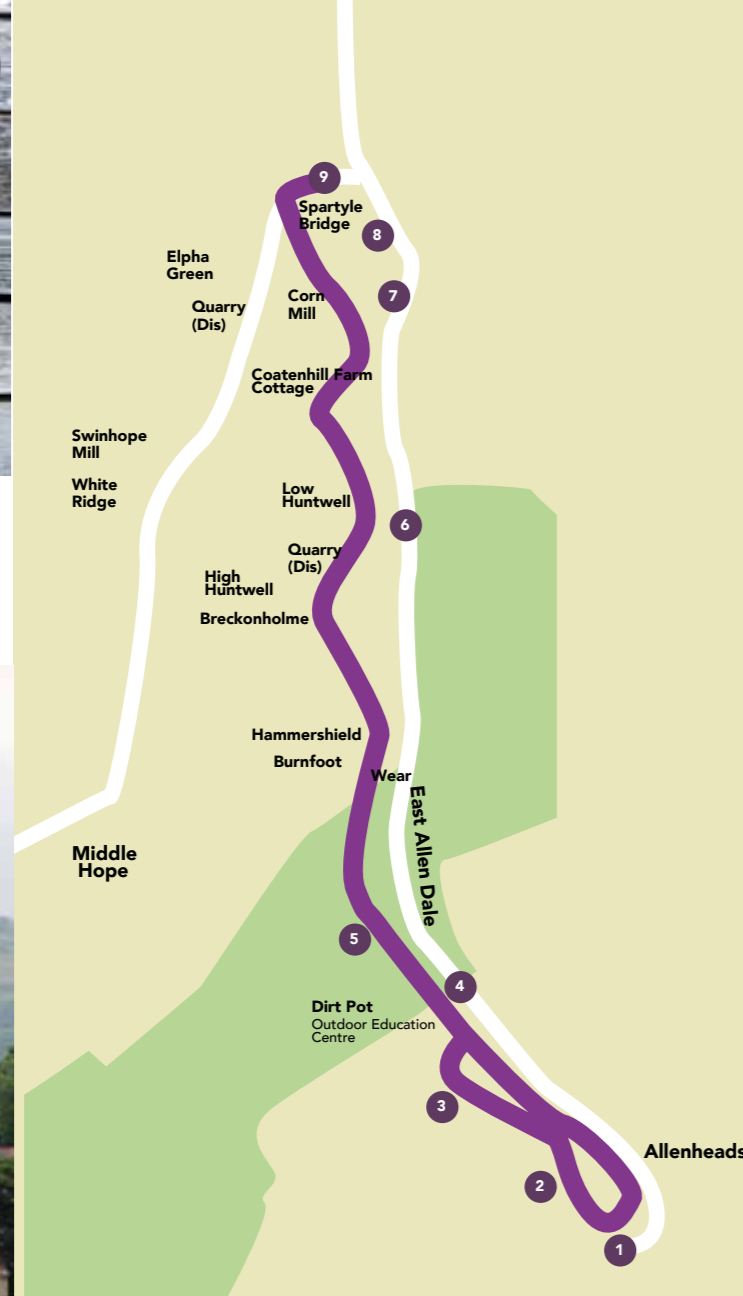 9
Spartyle
Bridge
8
Elpha
Green
7
Corn
Mill
Quarry
(Dis)
Coatenhill Farm
Cottage
Swinhope
Mill
White
Ridge
Low
Huntwell
6
Quarry
(Dis)
High
Huntwell
Breckonholme
Hammershield
Burnfoot
Wear
East Allen Dale
Middle
Hope
5
4
Dirt Pot
Outdoor Education
Centre
3
Allenheads
2
1